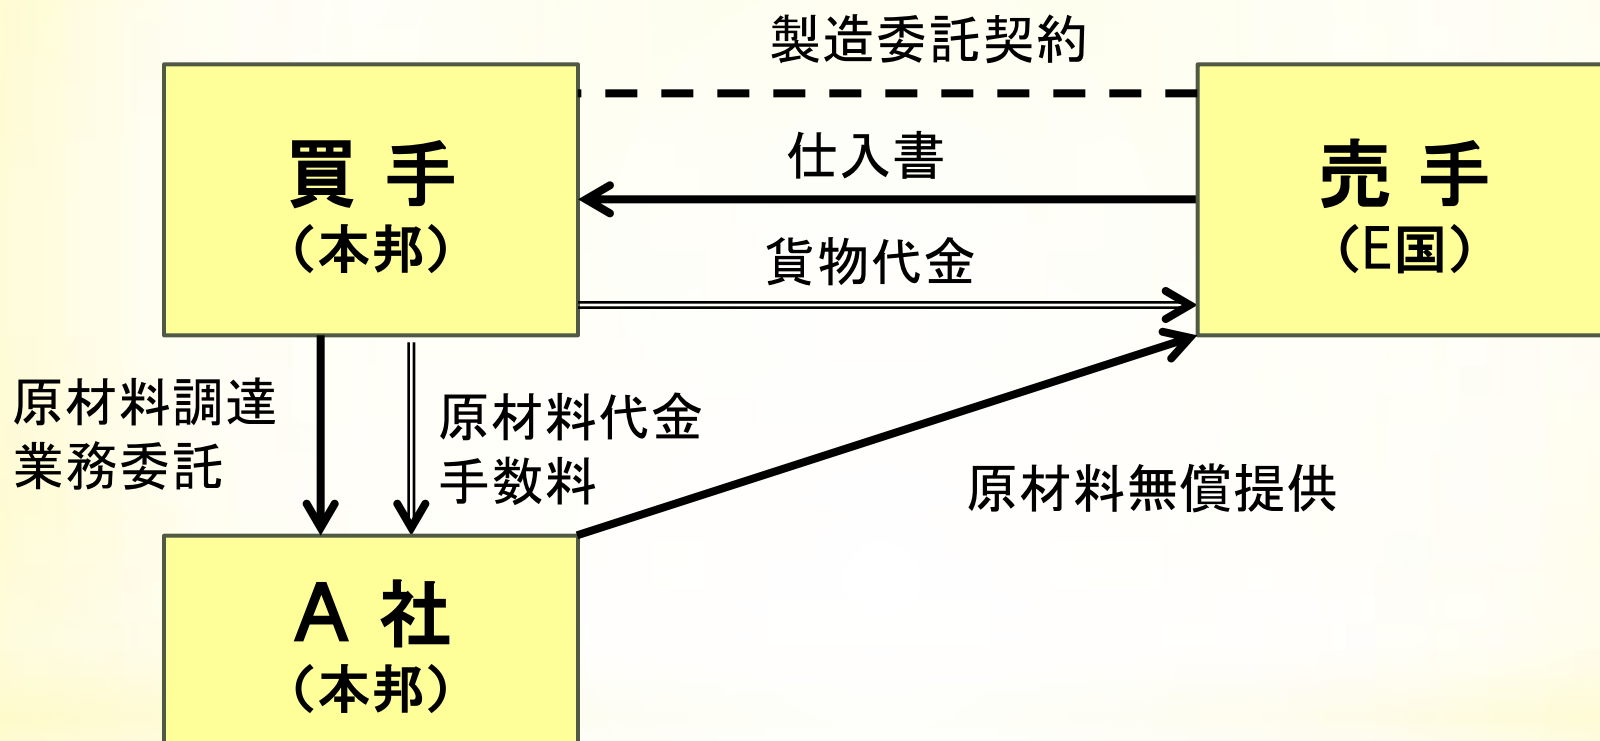 製造委託契約
買 手
（本邦）
仕入書
売 手
（E国）
貨物代金
原材料調達
業務委託
原材料代金
手数料
原材料無償提供
A 社
（本邦）